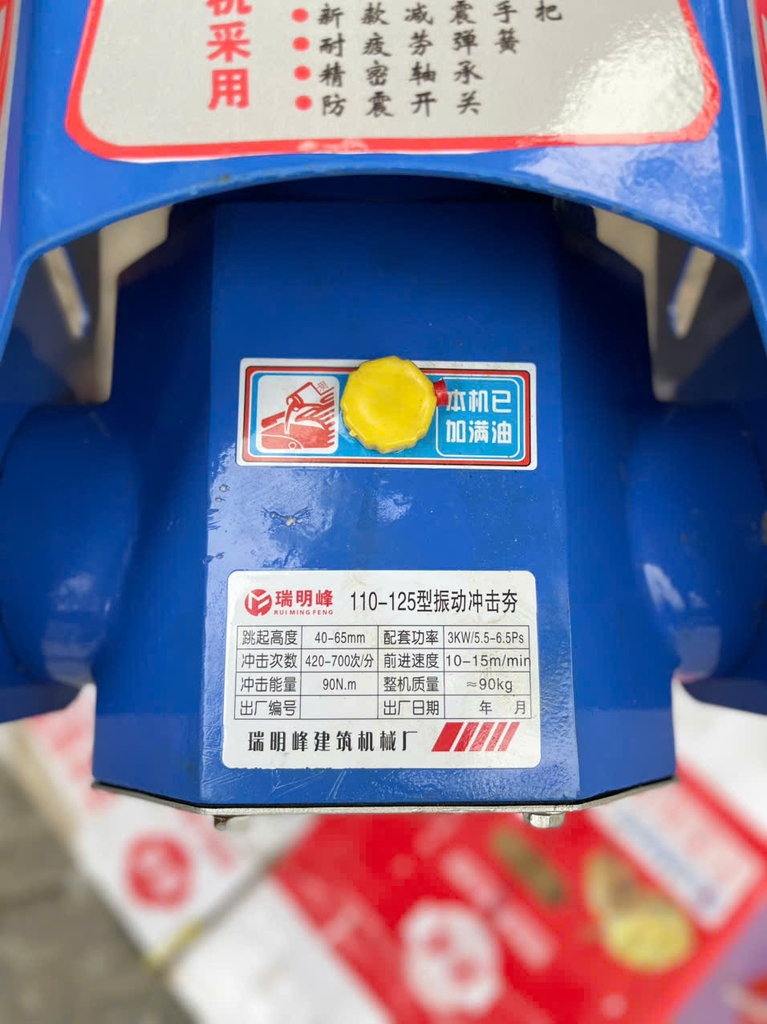 机采用
新款减震手把
耐疲劳弹簧
精密轴承
防震开关
本机已
加满油
瑞明峰
RUI MING FENG
110-125型振动冲击夯
跳起高度 40-65mm 配套功率 3KW/5.5-6.5Ps
冲击次数 420-700次/分 前进速度 10-15m/min
冲击能量 90N.m 整机质量 ≈90kg
出厂编号 出厂日期 年 月
瑞明峰建筑机械厂